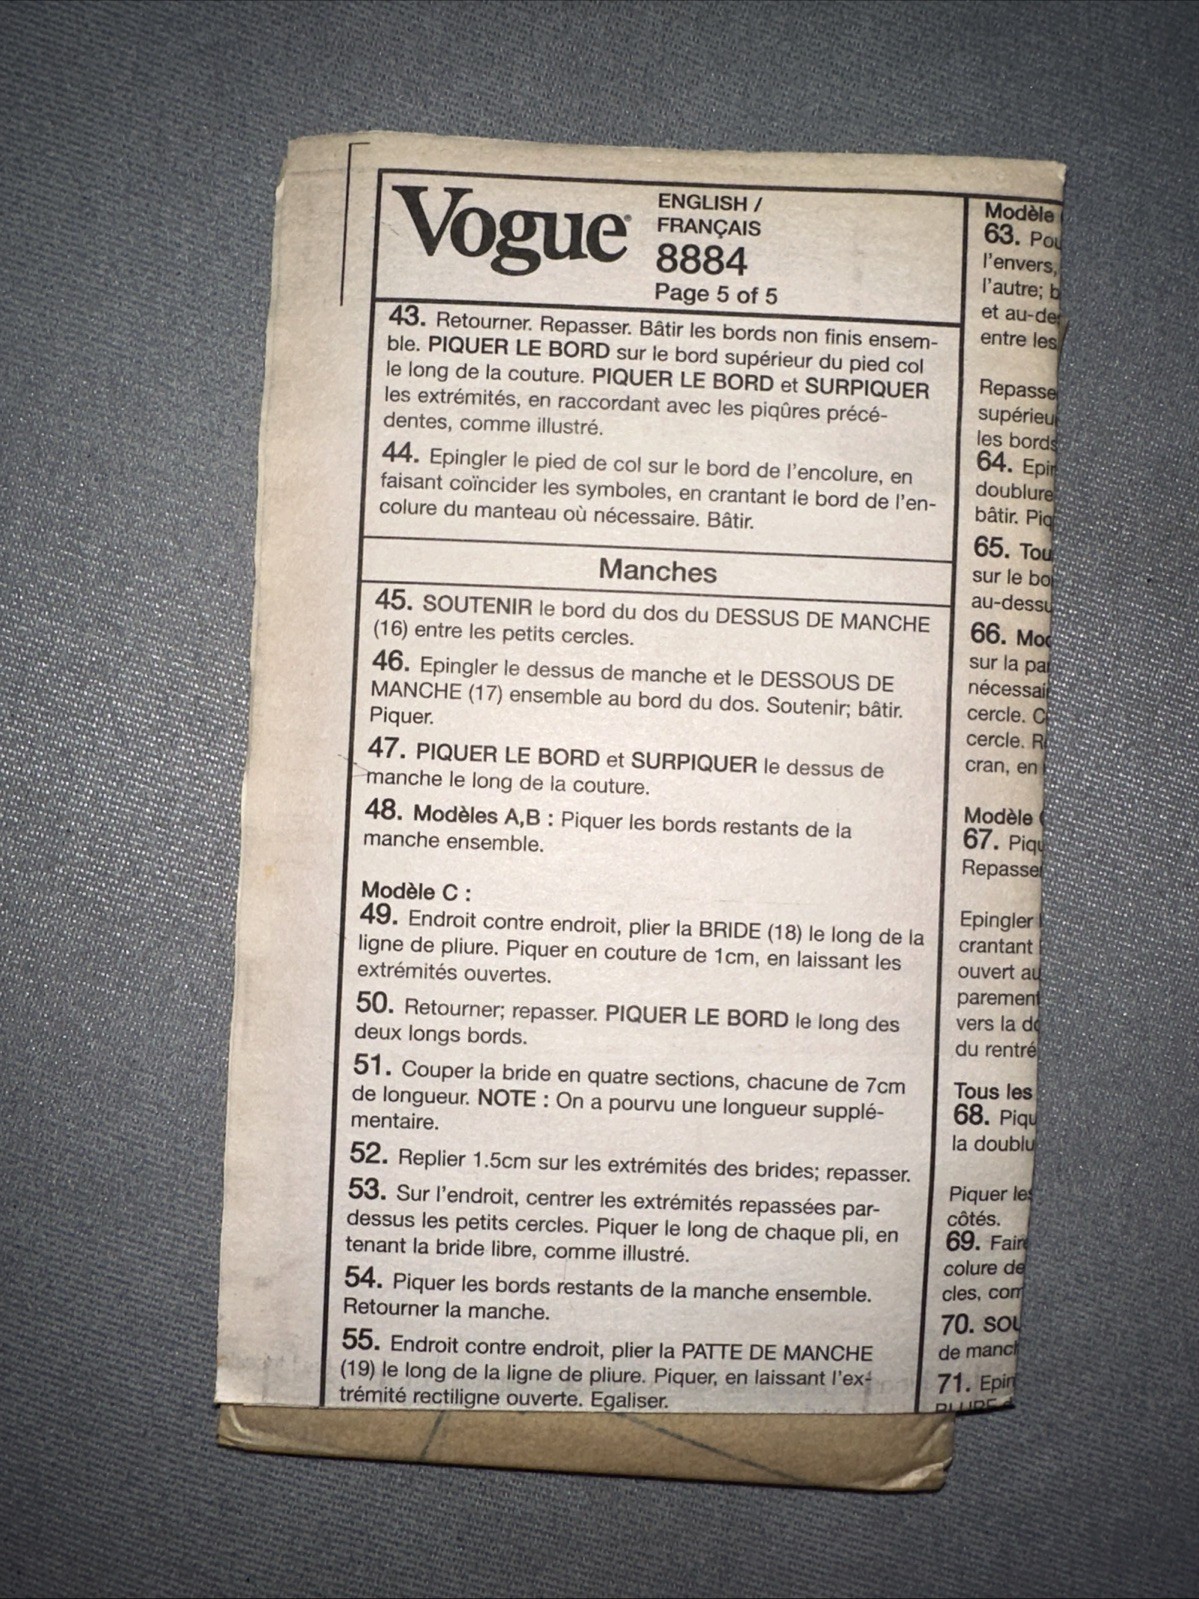 Vogue
ENGLISH /
FRANÇAIS
8884
Page 5 of 5
43. Retourner. Repasser. Bâtir les bords non finis ensem-
ble. PIQUER LE BORD sur le bord supérieur du pied col
le long de la couture. PIQUER LE BORD et SURPIQUER
les extrémités, en raccordant avec les piqûres précé-
dentes, comme illustré.
44. Epingler le pied de col sur le bord de l'encolure, en
faisant coïncider les symboles, en crantant le bord de l'en-
colure du manteau où nécessaire. Bâtir.
Manches
45. SOUTENIR le bord du dos du DESSUS DE MANCHE
(16) entre les petits cercles.
46. Epingler le dessus de manche et le DESSOUS DE
MANCHE (17) ensemble au bord du dos. Soutenir; bâtir.
Piquer.
47. PIQUER LE BORD et SURPIQUER le dessus de
manche le long de la couture.
48. Modèles A,B : Piquer les bords restants de la
manche ensemble.
Modèle C :
49. Endroit contre endroit, plier la BRIDE (18) le long de la
ligne de pliure. Piquer en couture de 1cm, en laissant les
extrémités ouvertes.
50. Retourner; repasser. PIQUER LE BORD le long des
deux longs bords.
51. Couper la bride en quatre sections, chacune de 7cm
de longueur. NOTE : On a pourvu une longueur supplé-
mentaire.
52. Replier 1.5cm sur les extrémités des brides; repasser.
53. Sur l'endroit, centrer les extrémités repassées par-
dessus les petits cercles. Piquer le long de chaque pli, en
tenant la bride libre, comme illustré.
54. Piquer les bords restants de la manche ensemble.
Retourner la manche.
55. Endroit contre endroit, plier la PATTE DE MANCHE
(19) le long de la ligne de pliure. Piquer, en laissant l'ex-
trémité rectiligne ouverte. Egaliser.
Modèle
63.
l'envers,
l'autre;
et
entre les
supérieu
les bords
64.
doublure
bâtir.
65.
sur le
66.
sur la
cercle.
cercle.
cran, en
Modèle
67.
Epingler
crantant
ouvert au
vers la
du rentré
Tous les
68.
la
Piquer
côtés.
69.
colure de
cles,
70.
de
71.